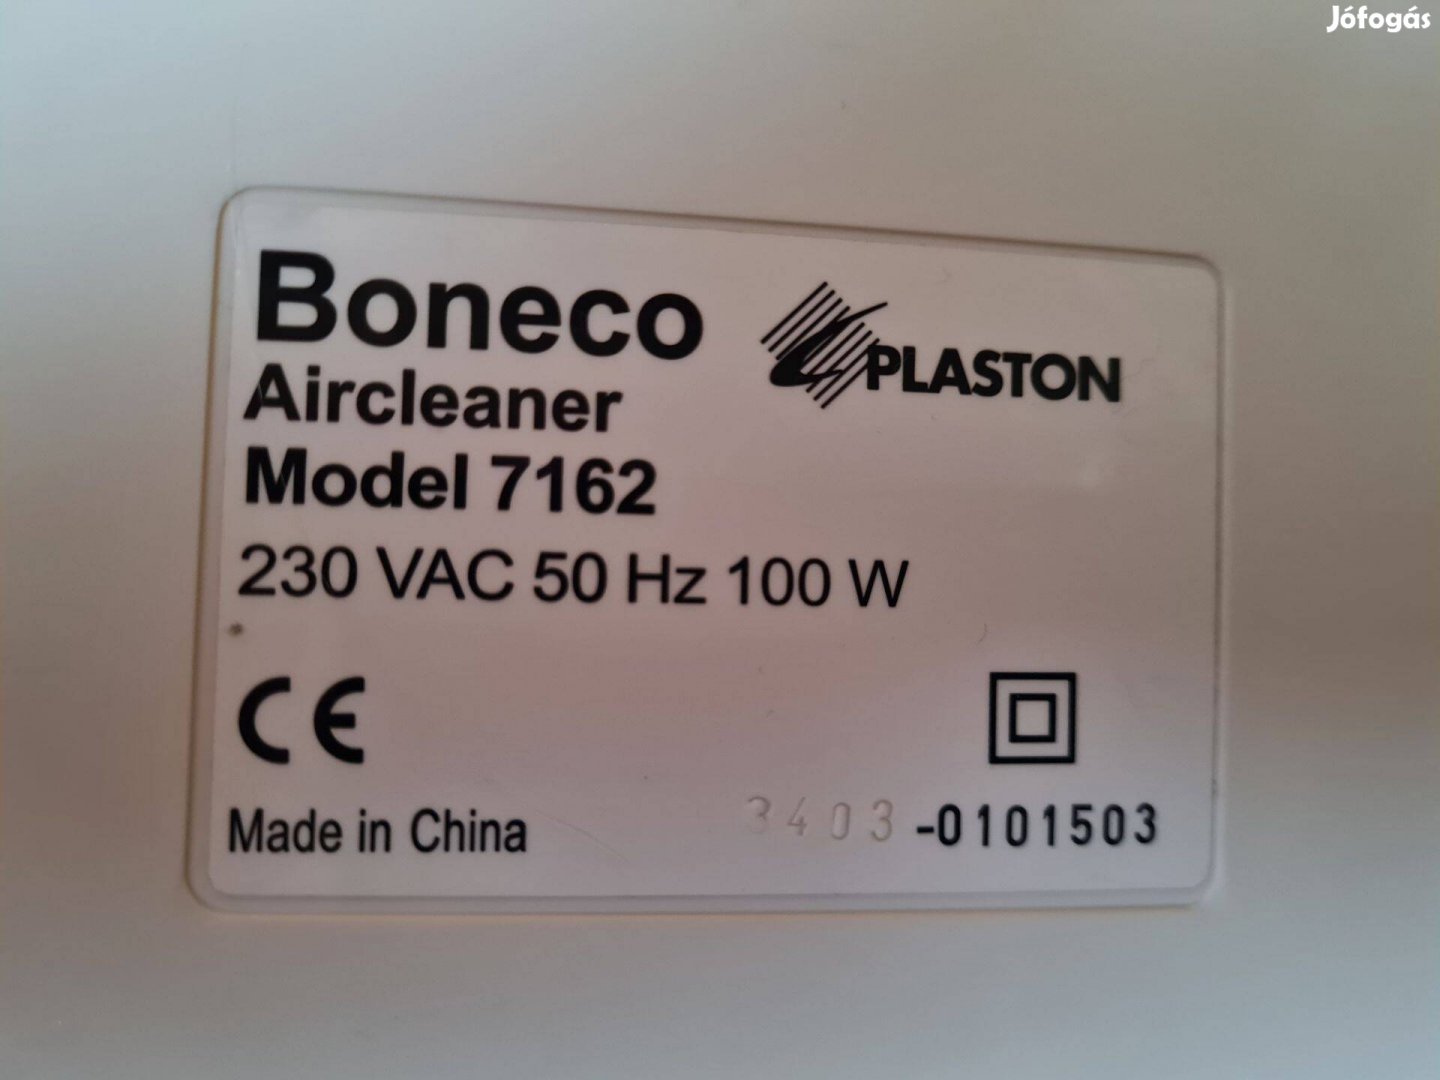 Jófogás
Boneco
PLASTON
Aircleaner
Model 7162
230 VAC 50 Hz 100 W
CE
Made in China
3403-0101503